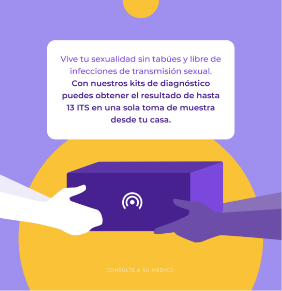 Vive tu sexualidad sin tabúes y libre de
infecciones de transmisión sexual.
Con nuestros kits de diagnóstico
puedes obtener el resultado de hasta
13 ITS en una sola toma de muestra
desde tu casa.
CONSULTE A SU MÉDICO